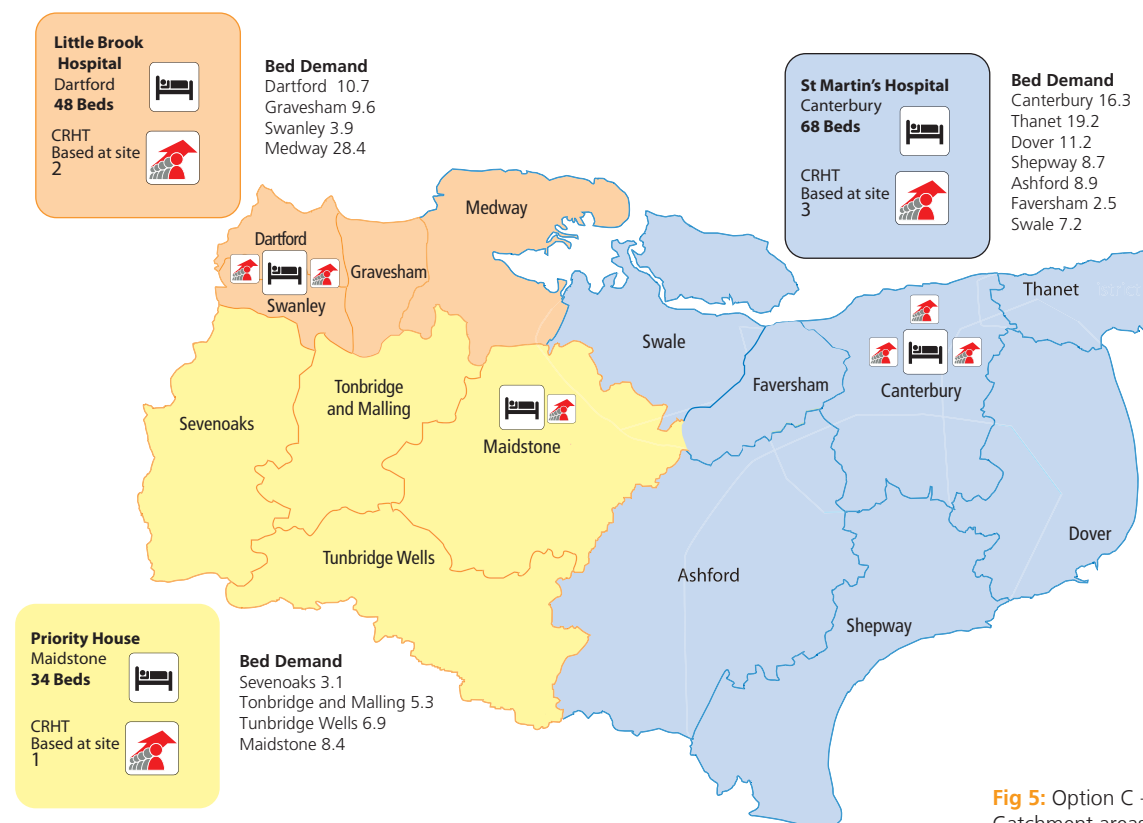 Little Brook
Hospital
Dartford
48 Beds
CRHT
Based at site
2
Bed Demand
Dartford 10.7
Gravesham 9.6
Swanley 3.9
Medway 28.4
St Martin's Hospital
Canterbury
68 Beds
CRHT
Based at site
3
Bed Demand
Canterbury 16.3
Thanet 19.2
Dover 11.2
Shepway 8.7
Ashford 8.9
Faversham 2.5
Swale 7.2
Medway
Dartford
Gravesham
Swanley
Thanet
Swale
Faversham
Canterbury
Tonbridge
and Malling
Sevenoaks
Maidstone
Tunbridge Wells
Ashford
Dover
Shepway
Priority House
Maidstone
34 Beds
CRHT
Based at site
1
Bed Demand
Sevenoaks 3.1
Tonbridge and Malling 5.3
Tunbridge Wells 6.9
Maidstone 8.4
Fig 5: Option C -
Catchment areas